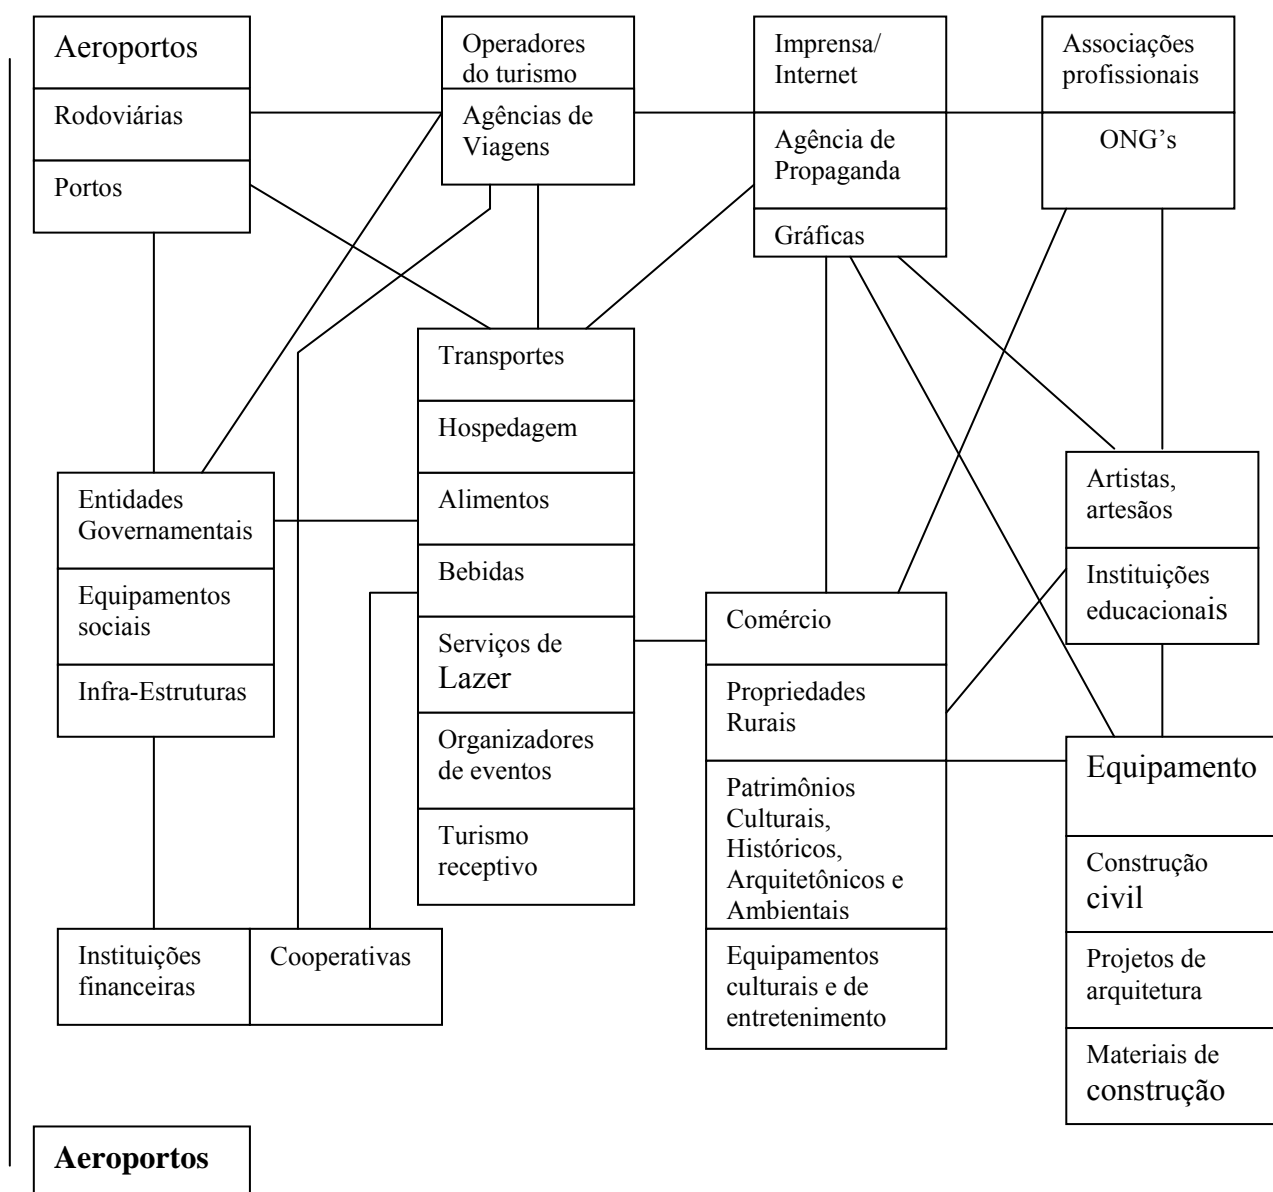 Aeroportos
Rodoviárias
Portos
Operadores
do turismo
Agências de
Viagens
Imprensa/
Internet
Agência de
Propaganda
Gráficas
Associações
profissionais
ONG's
Transportes
Hospedagem
Alimentos
Bebidas
Serviços de
Lazer
Organizadores
de eventos
Turismo
receptivo
Entidades
Governamentais
Equipamentos
sociais
Infra-Estruturas
Artistas,
artesãos
Instituições
educacionais
Comércio
Propriedades
Rurais
Patrimônios
Culturais,
Históricos,
Arquitetônicos e
Ambientais
Equipamentos
culturais e de
entretenimento
Equipamento
Construção
civil
Projetos de
arquitetura
Materiais de
construção
Instituições
financeiras
Cooperativas
Aeroportos